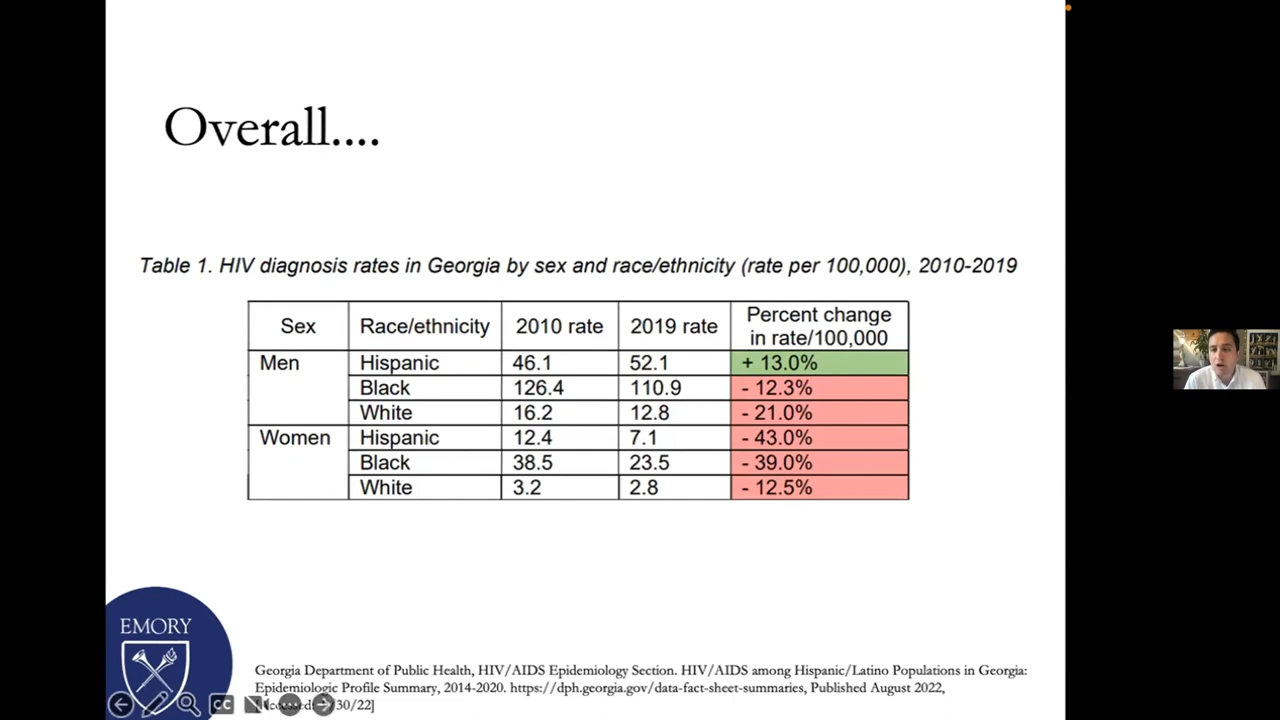 Overall....
Table 1. HIV diagnosis rates in Georgia by sex and race/ethnicity (rate per 100,000), 2010-2019
Sex Race/ethnicity 2010 rate 2019 rate Percent change
in rate/100,000
Men Hispanic 46.1 52.1 + 13.0%
Black 126.4 110.9 - 12.3%
White 16.2 12.8 - 21.0%
Women Hispanic 12.4 7.1 - 43.0%
Black 38.5 23.5 - 39.0%
White 3.2 2.8 - 12.5%
EMORY
Georgia Department of Public Health, HIV/AIDS Epidemiology Section. HIV/AIDS among Hispanic/Latino Populations in Georgia:
Epidemiologic Profile Summary, 2014-2020. https://dph.georgia.gov/data-fact-sheet-summaries, Published August 2022,
30/22]
CC